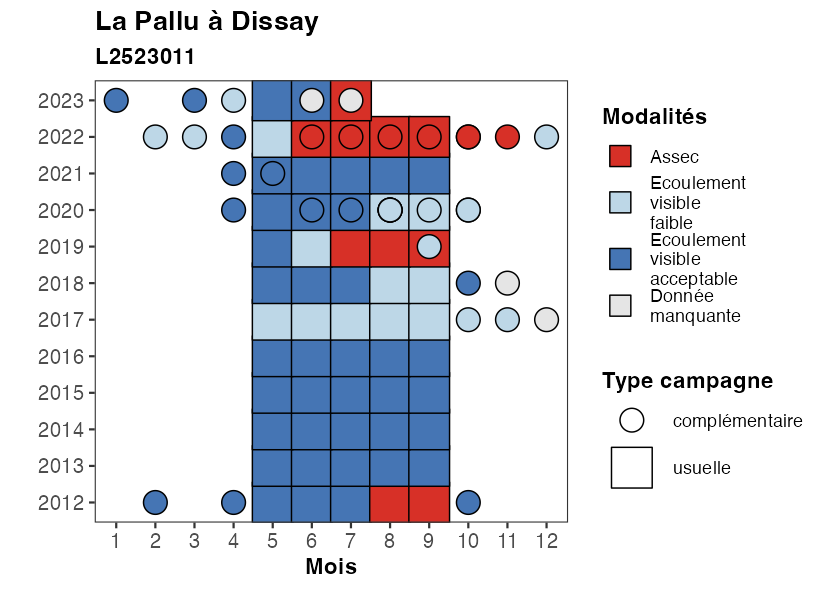 La Pallu à Dissay
L2523011
2023
2022
2021
2020
2019
2018
2017
2016
2015
2014
2013
2012
1 2 3 4 5 6 7 8 9 10 11 12
Mois
Modalités
Assec
Ecoulement
visible
faible
Ecoulement
visible
acceptable
Donnée
manquante
Type campagne
complémentaire
usuelle